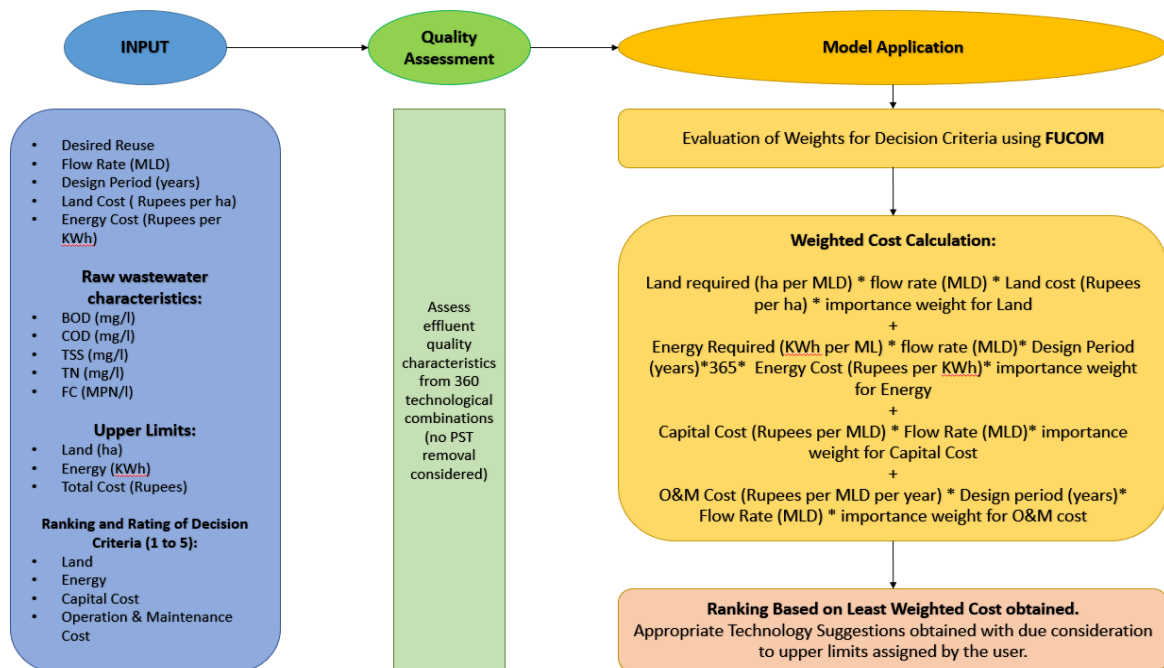 INPUT
Quality
Assessment
Model Application
• Desired Reuse
• Flow Rate (MLD)
• Design Period (years)
• Land Cost ( Rupees per ha)
• Energy Cost (Rupees per
KWh)
Raw wastewater
characteristics:
• BOD (mg/l)
• COD (mg/l)
• TSS (mg/l)
• TN (mg/l)
• FC (MPN/l)
Upper Limits:
• Land (ha)
• Energy (KWh)
• Total Cost (Rupees)
Ranking and Rating of Decision
Criteria (1 to 5):
• Land
• Energy
• Capital Cost
• Operation & Maintenance
Cost
Assess
effluent
quality
characteristics
from 360
technological
combinations
(no PST
removal
considered)
Evaluation of Weights for Decision Criteria using FUCOM
Weighted Cost Calculation:
Land required (ha per MLD) * flow rate (MLD) * Land cost (Rupees
per ha) * importance weight for Land
+
Energy Required (KWh per ML) * flow rate (MLD)* Design Period
(years)*365* Energy Cost (Rupees per KWh)* importance weight
for Energy
+
Capital Cost (Rupees per MLD) * Flow Rate (MLD)* importance
weight for Capital Cost
+
O&M Cost (Rupees per MLD per year) * Design period (years)*
Flow Rate (MLD) * importance weight for O&M cost
Ranking Based on Least Weighted Cost obtained.
Appropriate Technology Suggestions obtained with due consideration
to upper limits assigned by the user.